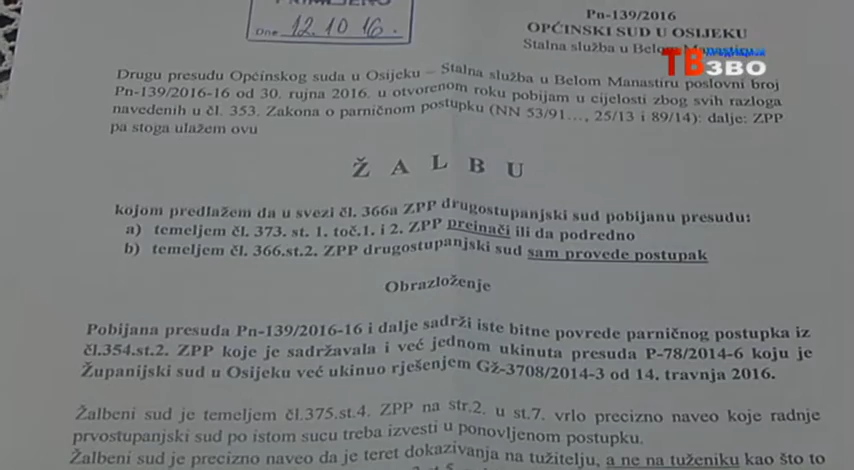 Dne 12.10 16.
Pn-139/2016
OPĆINSKI SUD U OSIJEKU
Stalna služba u Belom Manastiru
ТВ ЗВО
Drugu presudu Općinskog suda u Osijeku – Stalna služba u Belom Manastiru poslovni broj
Pn-139/2016-16 od 30. rujna 2016. u otvorenom roku pobijam u cijelosti zbog svih razloga
navedenih u čl. 353. Zakona o parničnom postupku (NN 53/91..., 25/13 i 89/14): dalje: ZPP
pa stoga ulažem ovu
Ž A L B U
kojom predlažem da u svezi čl. 366a ZPP drugostupanjski sud pobijanu presudu:
a) temeljem čl. 373. st. 1. toč.1. i 2. ZPP preinači ili da podredno
b) temeljem čl. 366.st.2. ZPP drugostupanjski sud sam provede postupak
Obrazloženje
Pobijana presuda Pn-139/2016-16 i dalje sadrži iste bitne povrede parničnog postupka iz
čl.354.st.2. ZPP koje je sadržavala i već jednom ukinuta presuda P-78/2014-6 koju je
Županijski sud u Osijeku već ukinuo rješenjem Gž-3708/2014-3 od 14. travnja 2016.
Žalbeni sud je temeljem čl.375.st.4. ZPP na str.2. u st.7. vrlo precizno naveo koje radnje
prvostupanjski sud po istom sucu treba izvesti u ponovljenom postupku.
Žalbeni sud je precizno naveo da je teret dokazivanja na tužitelju, a ne na tuženiku kao što to